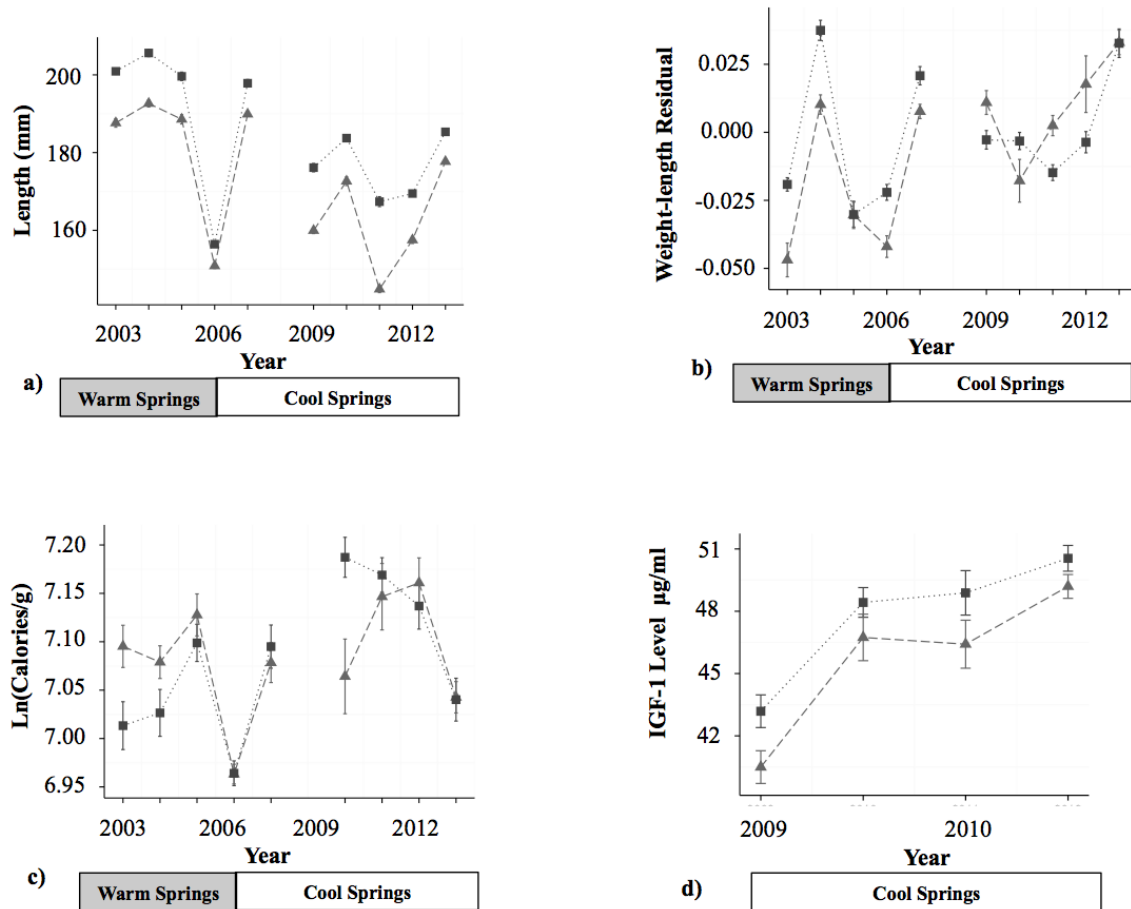 Length (mm)
200
180
160
2003 2006 2009 2012
Year
a)
Warm Springs Cool Springs
Weight-length Residual
0.025
0.000
-0.025
-0.050
2003 2006 2009 2012
Year
b)
Warm Springs Cool Springs
Ln(Calories/g)
7.20
7.15
7.10
7.05
7.00
6.95
2003 2006 2009 2012
Year
c)
Warm Springs Cool Springs
IGF-1 Level µg/ml
51
48
45
42
2009 2010
Year
d)
Cool Springs